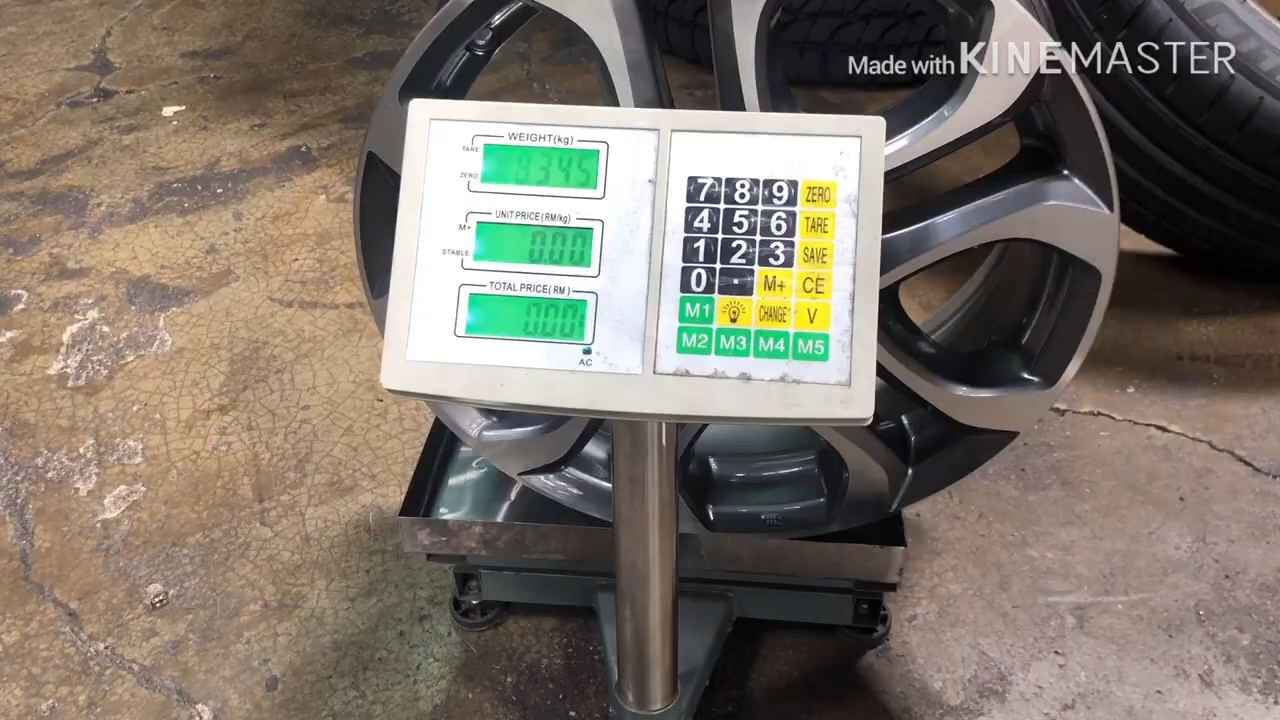 Made with KINEMASTER
WEIGHT(kg)
TARE
ZERO
8.345
UNIT PRICE(RM/kg)
M+
STABLE
0.00
TOTAL PRICE(RM)
0.00
AC
7 8 9 ZERO
4 5 6 TARE
1 2 3 SAVE
0 . M+ CE
M1 CHANGE V
M2 M3 M4 M5